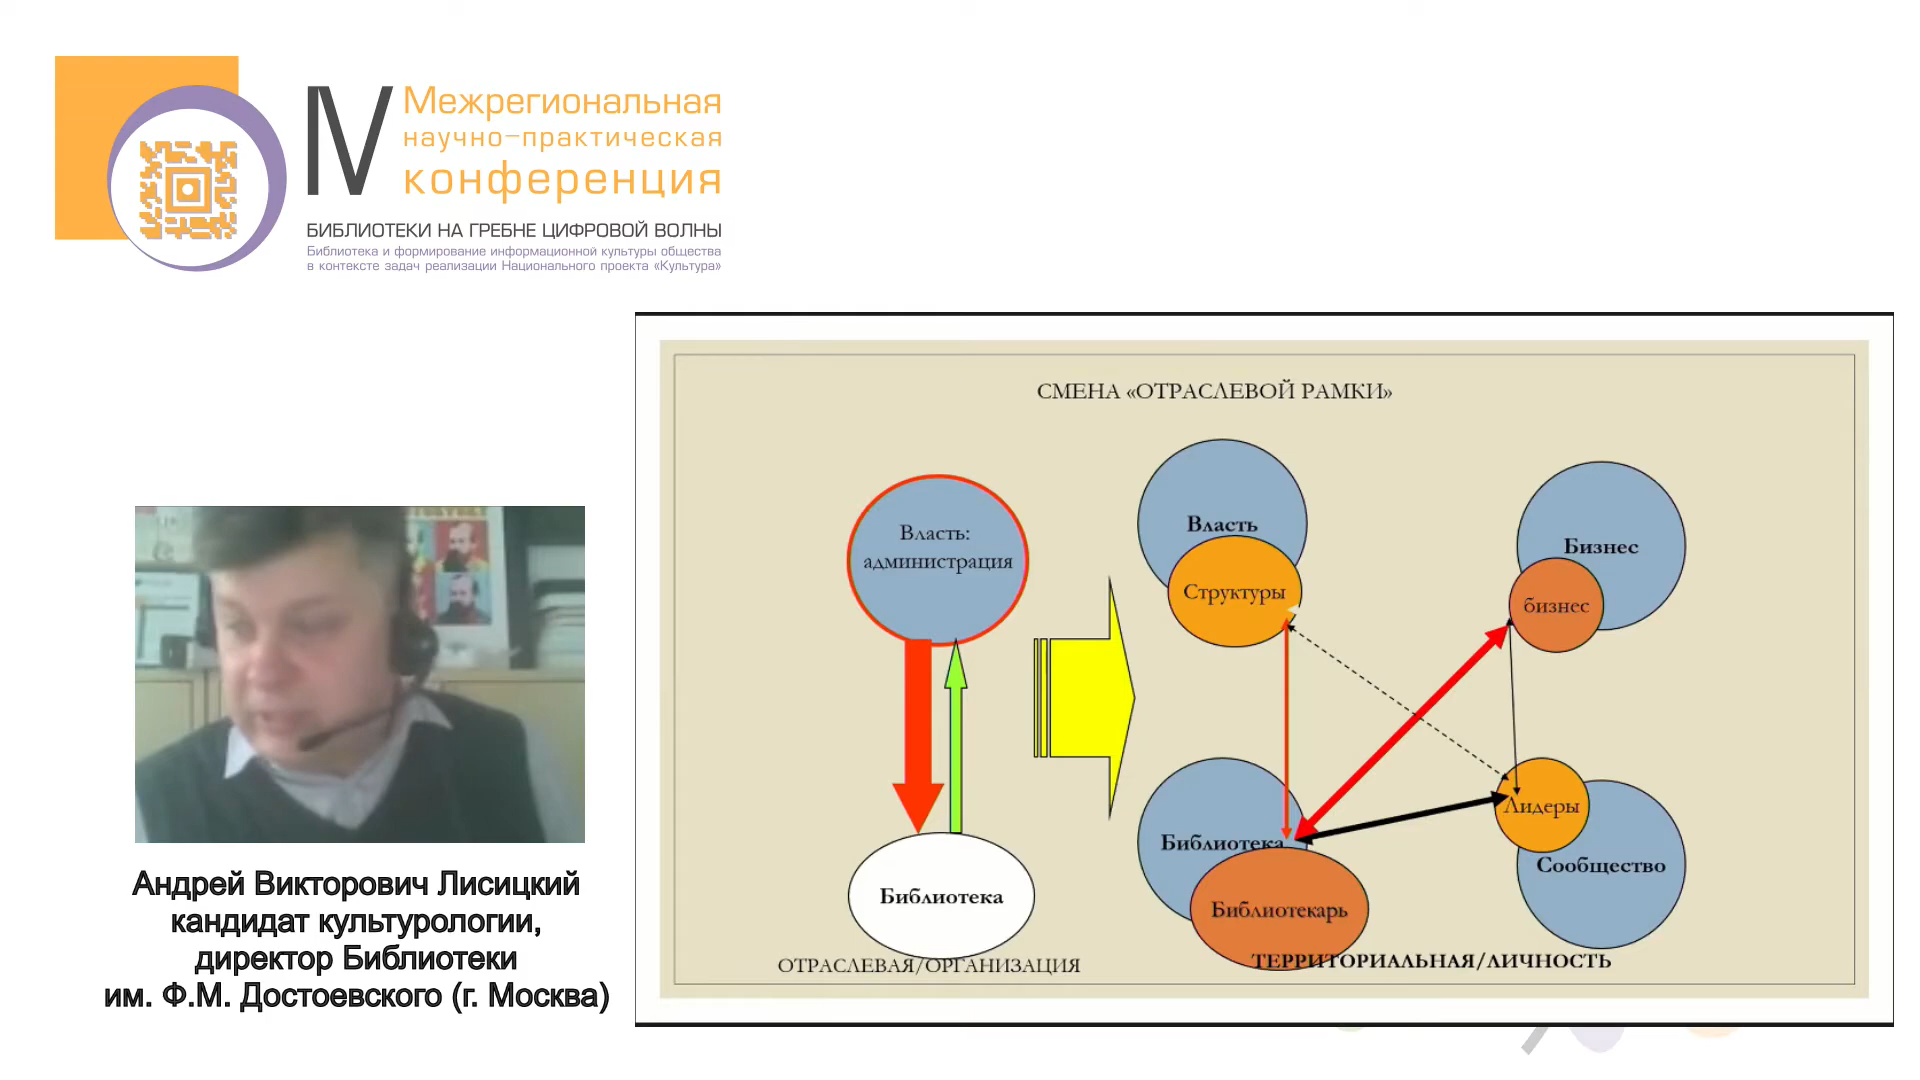 IV
Межрегиональная
научно-практическая
конференция
БИБЛИОТЕКИ НА ГРЕБНЕ ЦИФРОВОЙ ВОЛНЫ
Библиотека и формирование информационной культуры общества
в контексте задач реализации Национального проекта «Культура»
СМЕНА «ОТРАСЛЕВОЙ РАМКИ»
Власть:
администрация
Библиотека
ОТРАСЛЕВАЯ/ОРГАНИЗАЦИЯ
Власть
Структуры
Бизнес
бизнес
Библиотека
Библиотекарь
Лидеры
Сообщество
ТЕРРИТОРИАЛЬНАЯ/ЛИЧНОСТЬ
Андрей Викторович Лисицкий
кандидат культурологии,
директор Библиотеки
им. Ф.М. Достоевского (г. Москва)